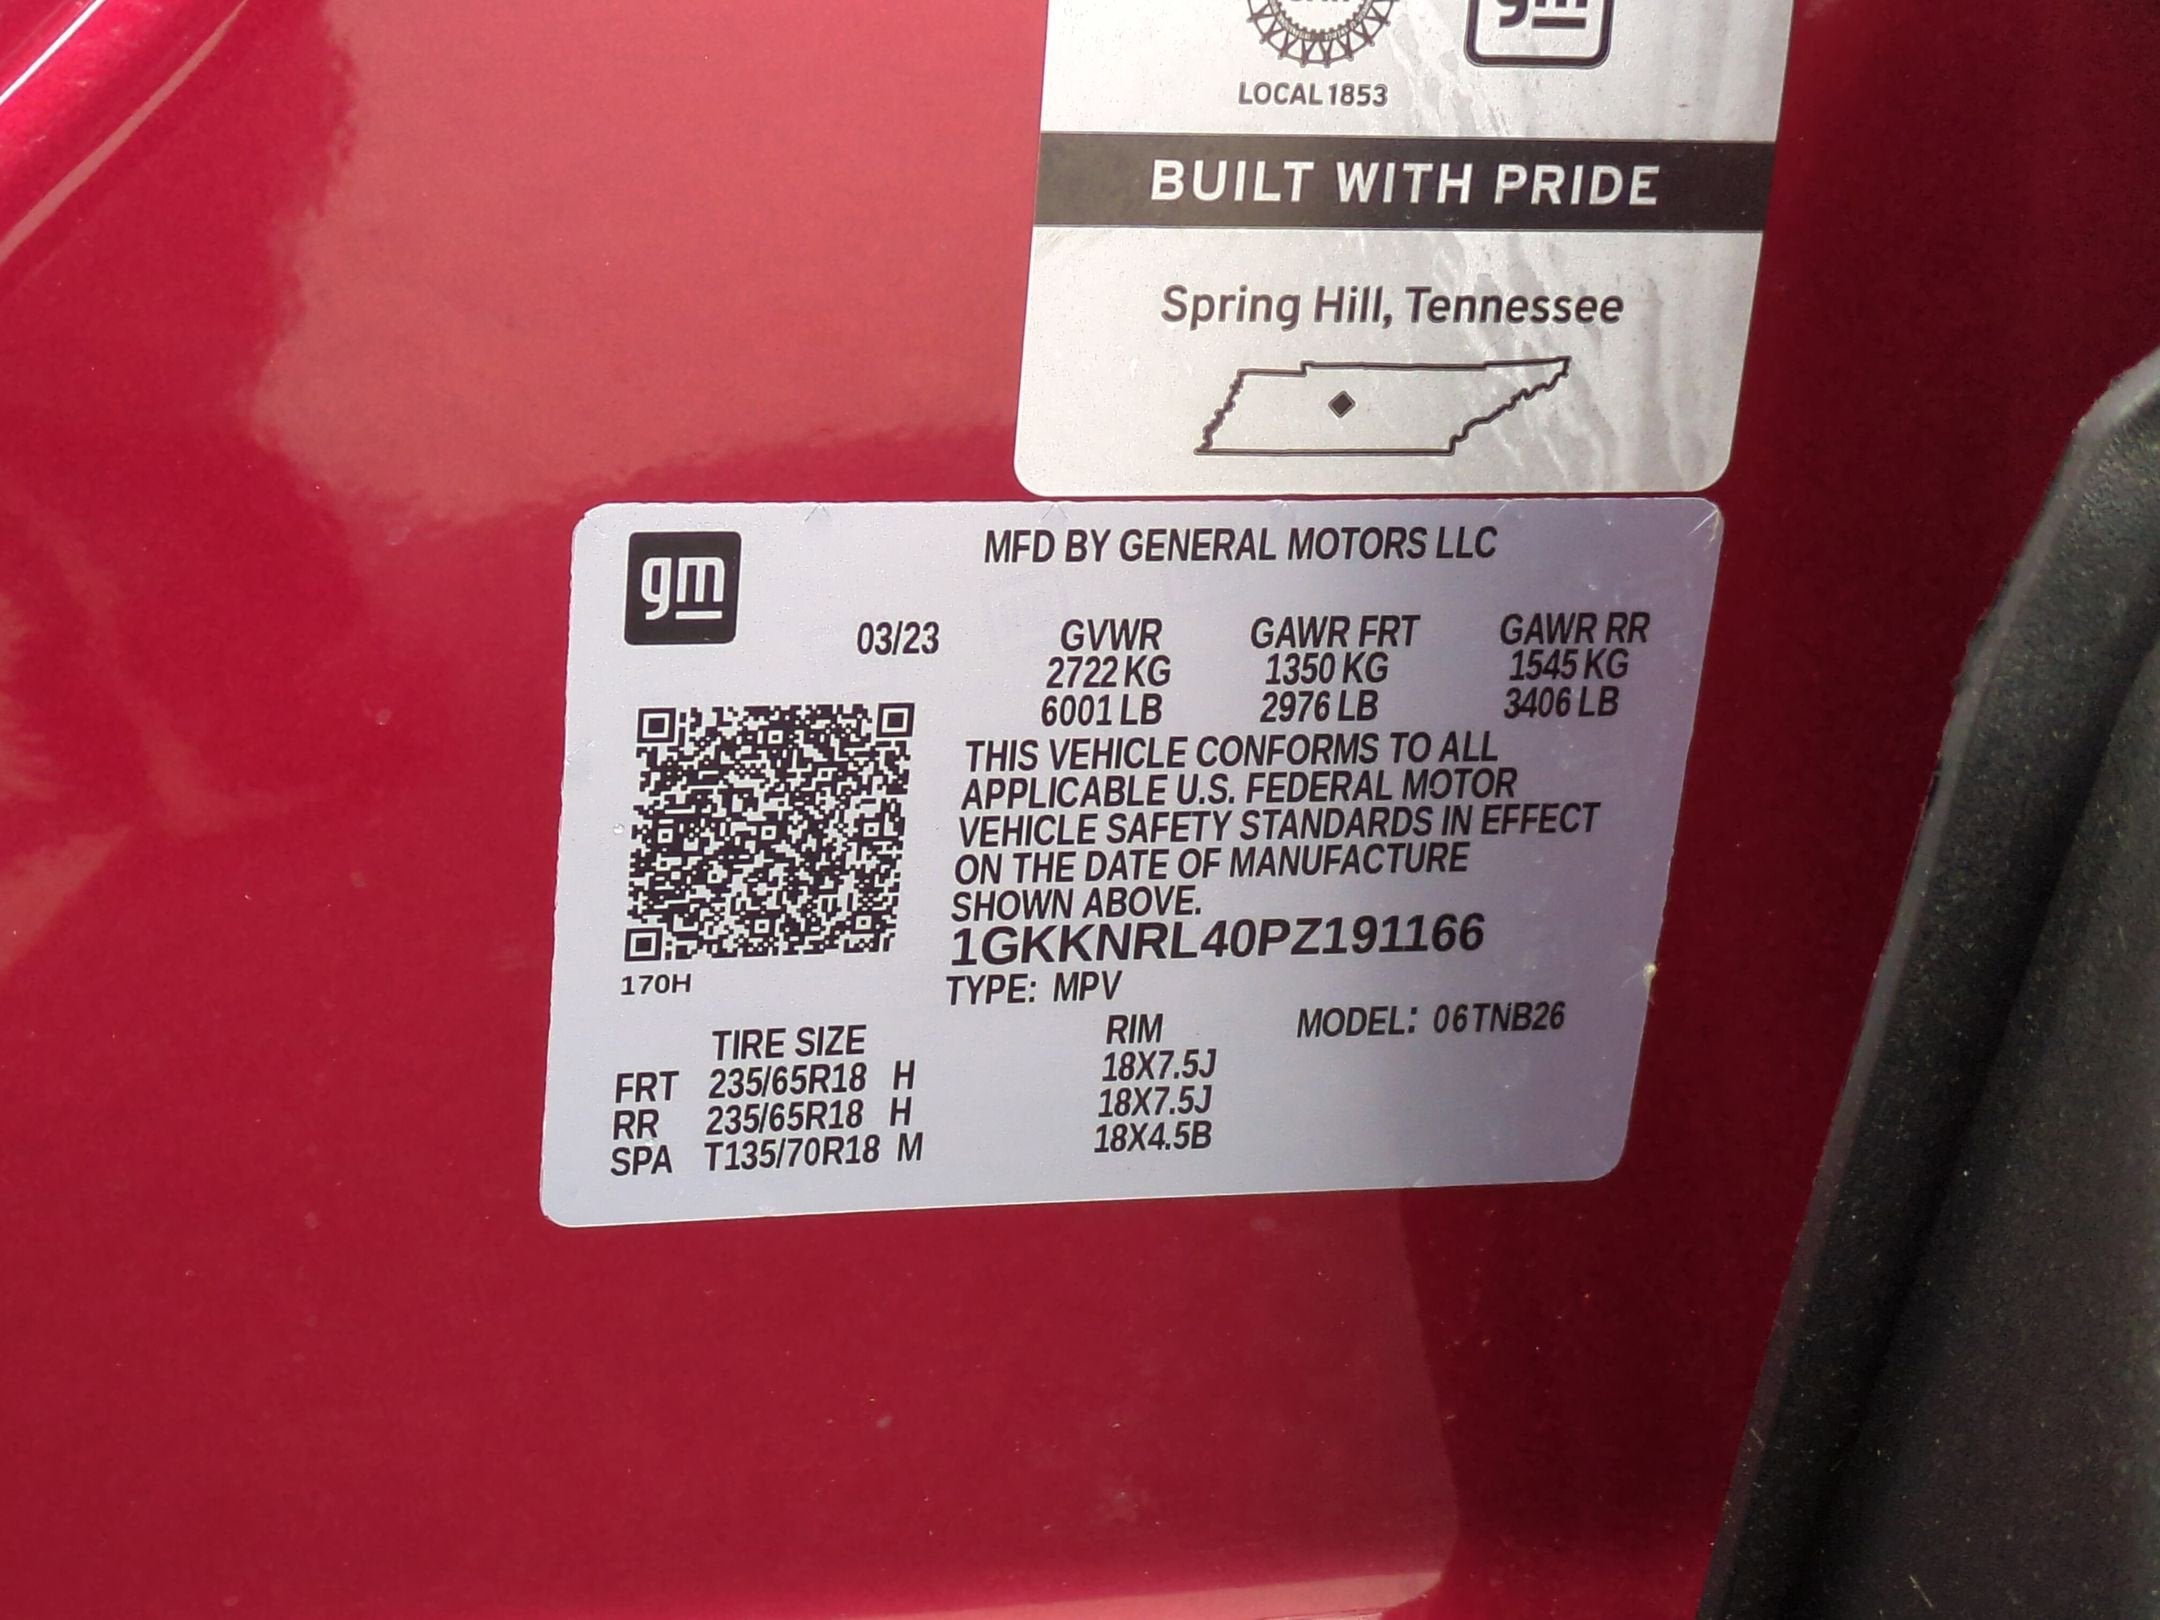 gm
LOCAL 1853
BUILT WITH PRIDE
Spring Hill, Tennessee
gm
MFD BY GENERAL MOTORS LLC
03/23 GVWR GAWR FRT GAWR RR
2722 KG 1350 KG 1545 KG
6001 LB 2976 LB 3406 LB
THIS VEHICLE CONFORMS TO ALL
APPLICABLE U.S. FEDERAL MOTOR
VEHICLE SAFETY STANDARDS IN EFFECT
ON THE DATE OF MANUFACTURE
SHOWN ABOVE.
1GKKNRL40PZ191166
170H
TYPE: MPV
TIRE SIZE RIM MODEL: 06TNB26
FRT 235/65R18 H 18X7.5J
RR 235/65R18 H 18X7.5J
SPA T135/70R18 M 18X4.5B